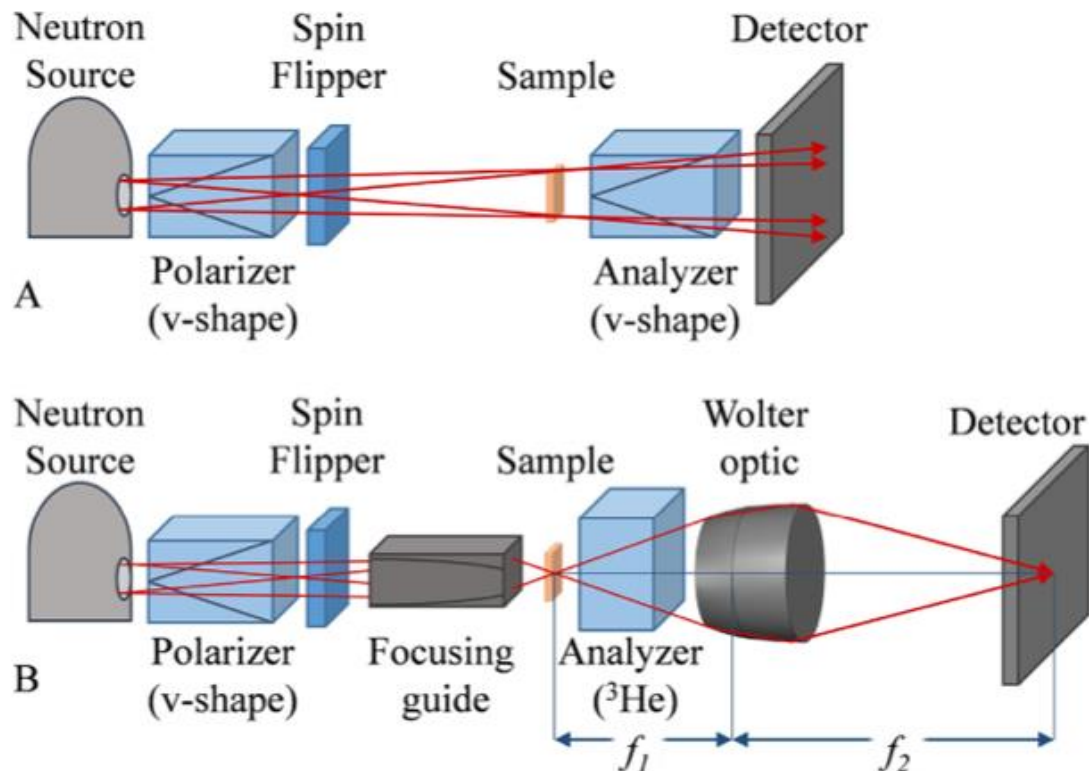 Neutron
Source
Spin
Flipper
Sample
Detector
Polarizer
(v-shape)
Analyzer
(v-shape)
A
Neutron
Source
Spin
Flipper
Sample
Wolter
optic
Detector
Polarizer
(v-shape)
Focusing
guide
Analyzer
(³He)
B
f₁
f₂